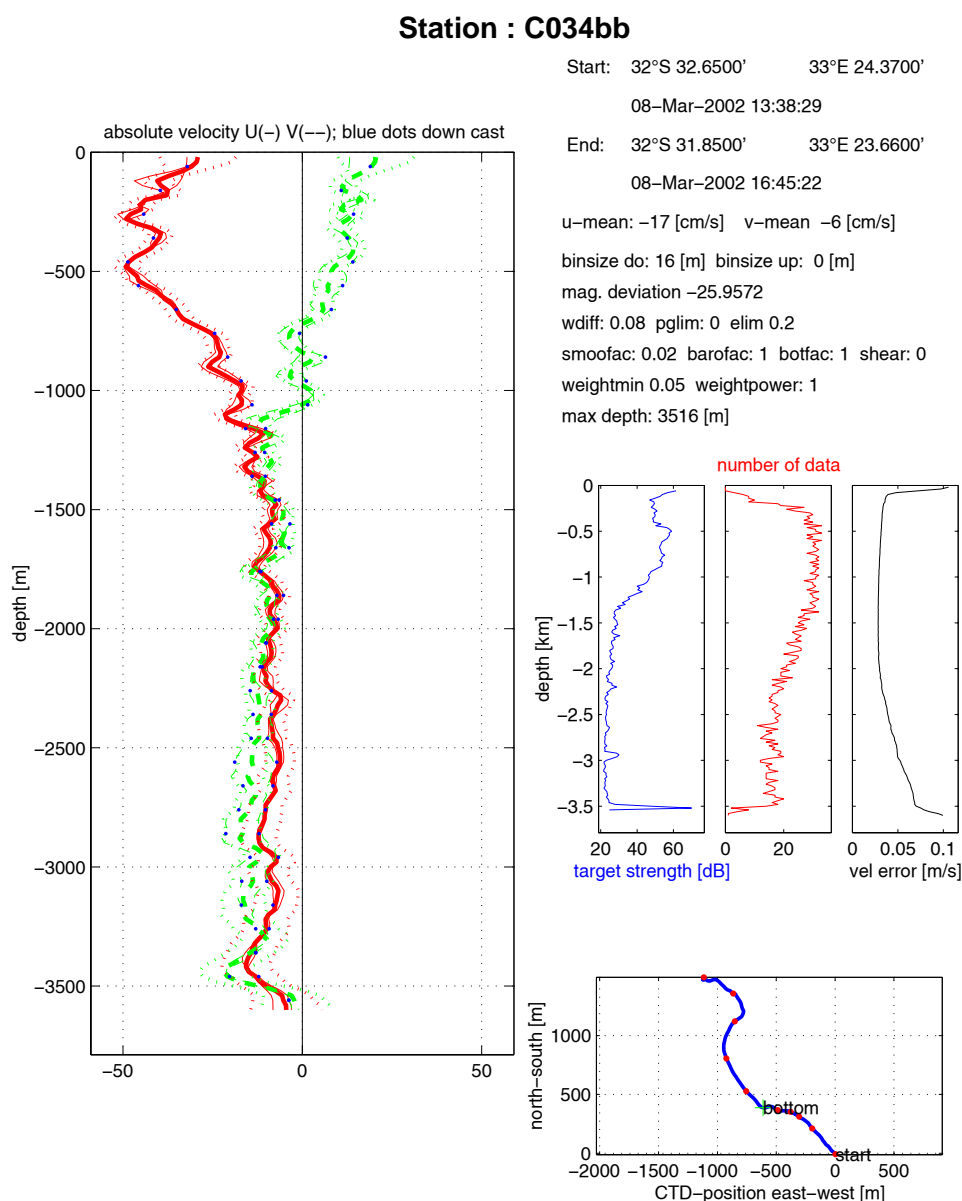 Station : C034bb
Start: 32°S 32.6500' 33°E 24.3700'
08−Mar−2002 13:38:29
End: 32°S 31.8500' 33°E 23.6600'
08−Mar−2002 16:45:22
u−mean: −17 [cm/s] v−mean −6 [cm/s]
binsize do: 16 [m] binsize up: 0 [m]
mag. deviation −25.9572
wdiff: 0.08 pglim: 0 elim 0.2
smoofac: 0.02 barofac: 1 botfac: 1 shear: 0
weightmin 0.05 weightpower: 1
max depth: 3516 [m]
absolute velocity U(−) V(−−); blue dots down cast
0
−500
−1000
−1500
−2000
−2500
−3000
−3500
depth [m]
−50 0 50
number of data
0
−0.5
−1
−1.5
−2
−2.5
−3
−3.5
depth [km]
20 40 60
target strength [dB]
0 20
0 0.05 0.1
vel error [m/s]
1000
500
0
north−south [m]
bottom
start
−2000 −1500 −1000 −500 0 500
CTD−position east−west [m]